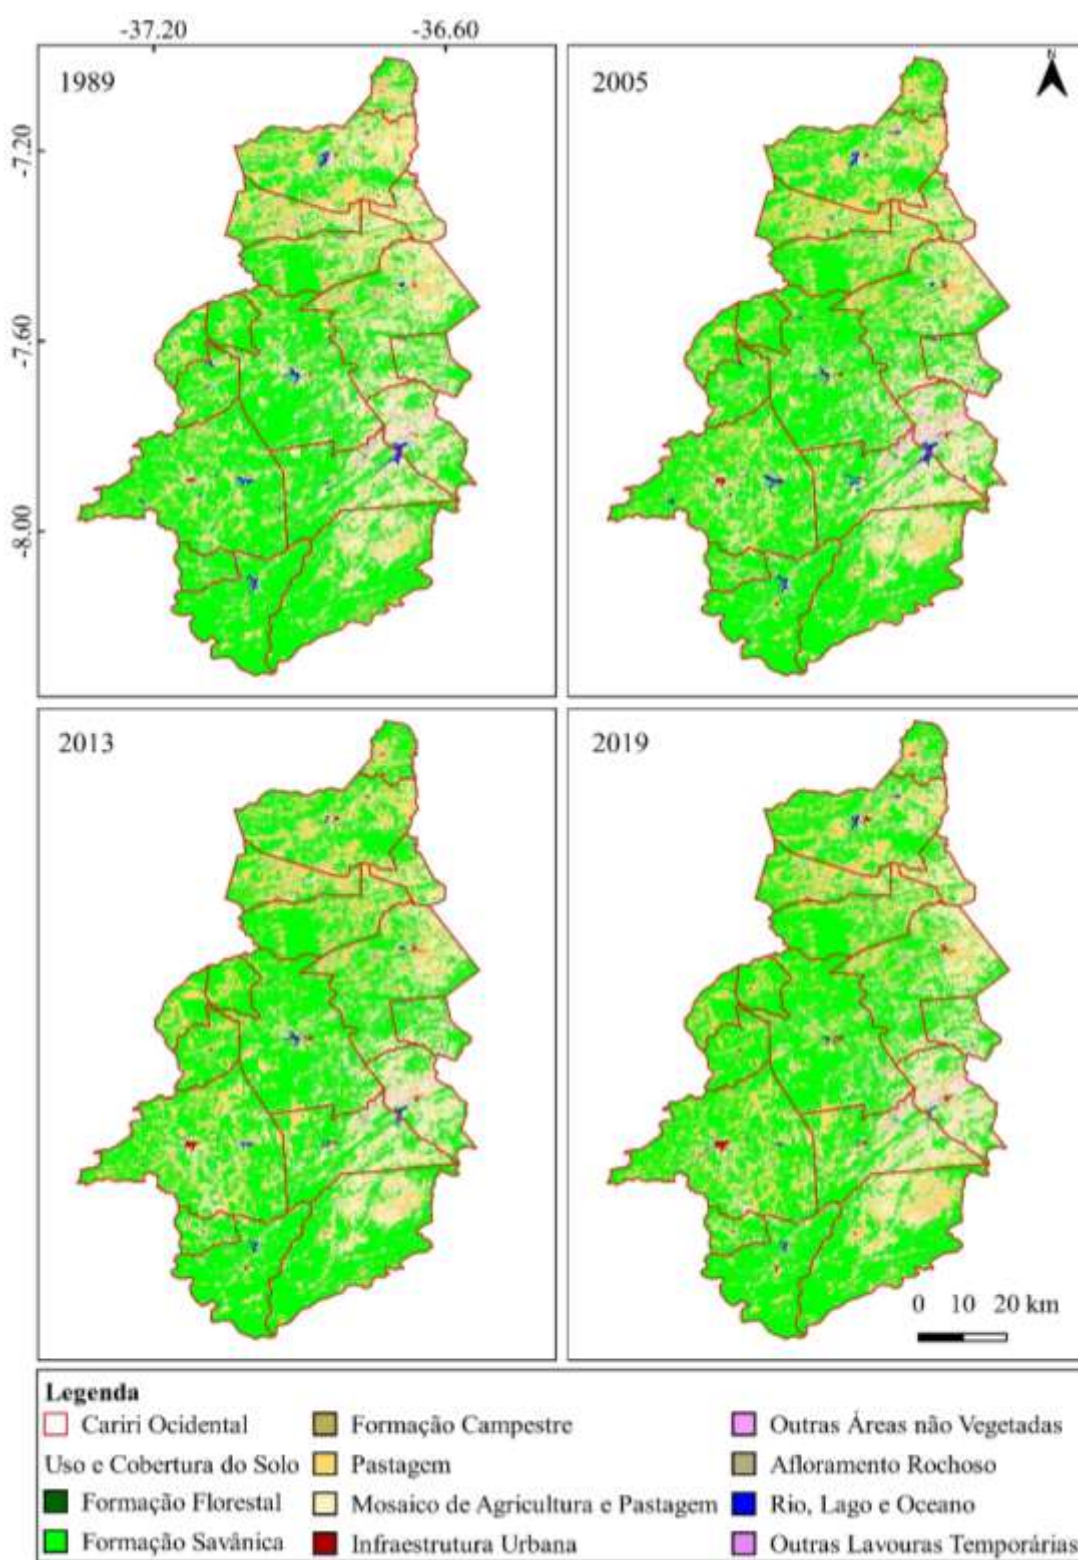 -37.20 -36.60
1989
2005
N
-7.20
-7.60
-8.00
2013
2019
0 10 20 km
Legenda
Cariri Ocidental
Uso e Cobertura do Solo
Formação Florestal
Formação Savânica
Formação Campestre
Pastagem
Mosaico de Agricultura e Pastagem
Infraestrutura Urbana
Outras Áreas não Vegetadas
Afloramento Rochoso
Rio, Lago e Oceano
Outras Lavouras Temporárias